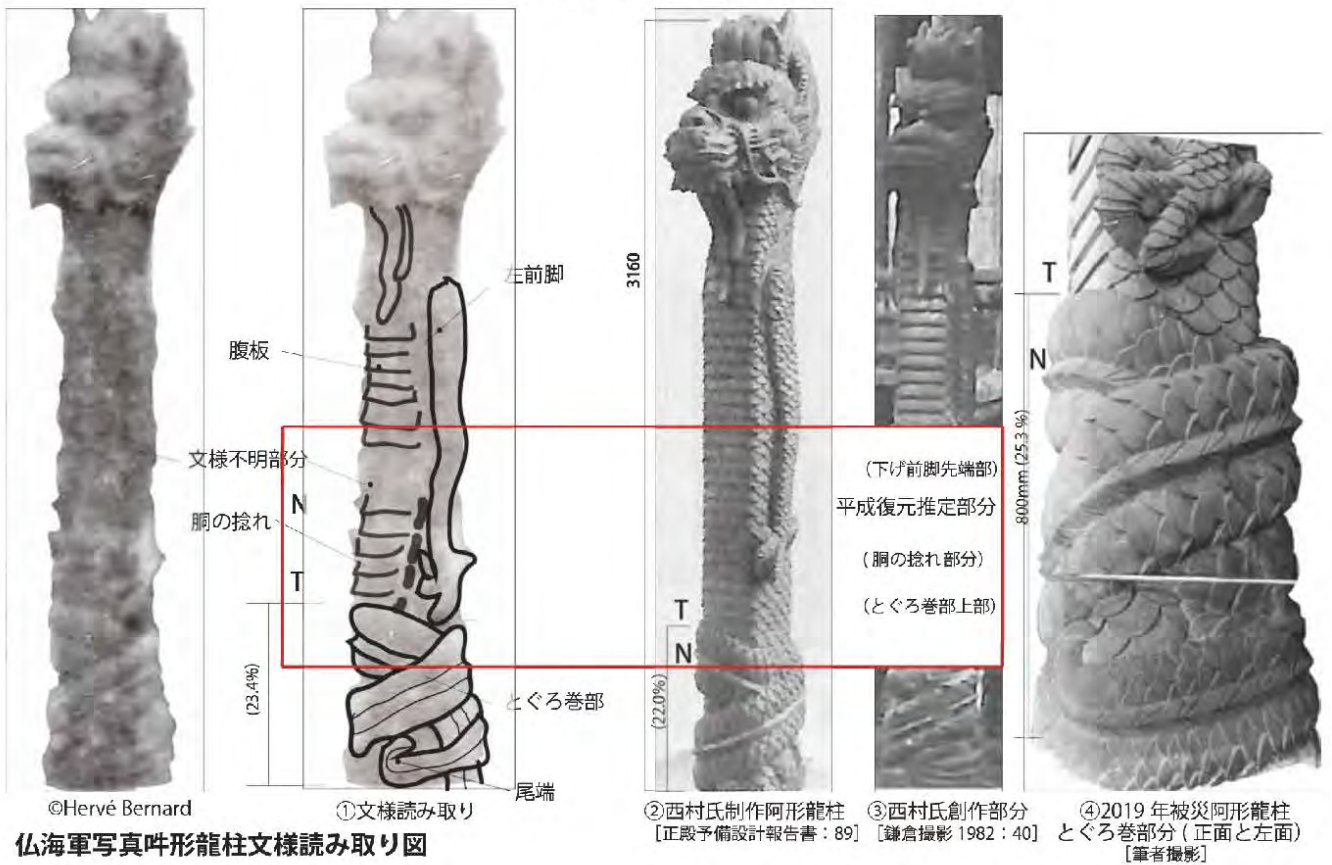 左前脚
腹板
文様不明部分
N
胴の捻れ
T
(23.4%)
とぐろ巻部
尾端
3160
T
N
(22.0%)
(下げ前脚先端部)
平成復元推定部分
(胴の捻れ部分)
(とぐろ巻部上部)
T
N
800mm (25.3 %)
©Hervé Bernard
①文様読み取り
②西村氏制作阿形龍柱
[正殿予備設計報告書:89]
③西村氏創作部分
[鎌倉撮影 1982:40]
④2019 年被災阿形龍柱
とぐろ巻部分 ( 正面と左面)
[筆者撮影]
仏海軍写真吽形龍柱文様読み取り図